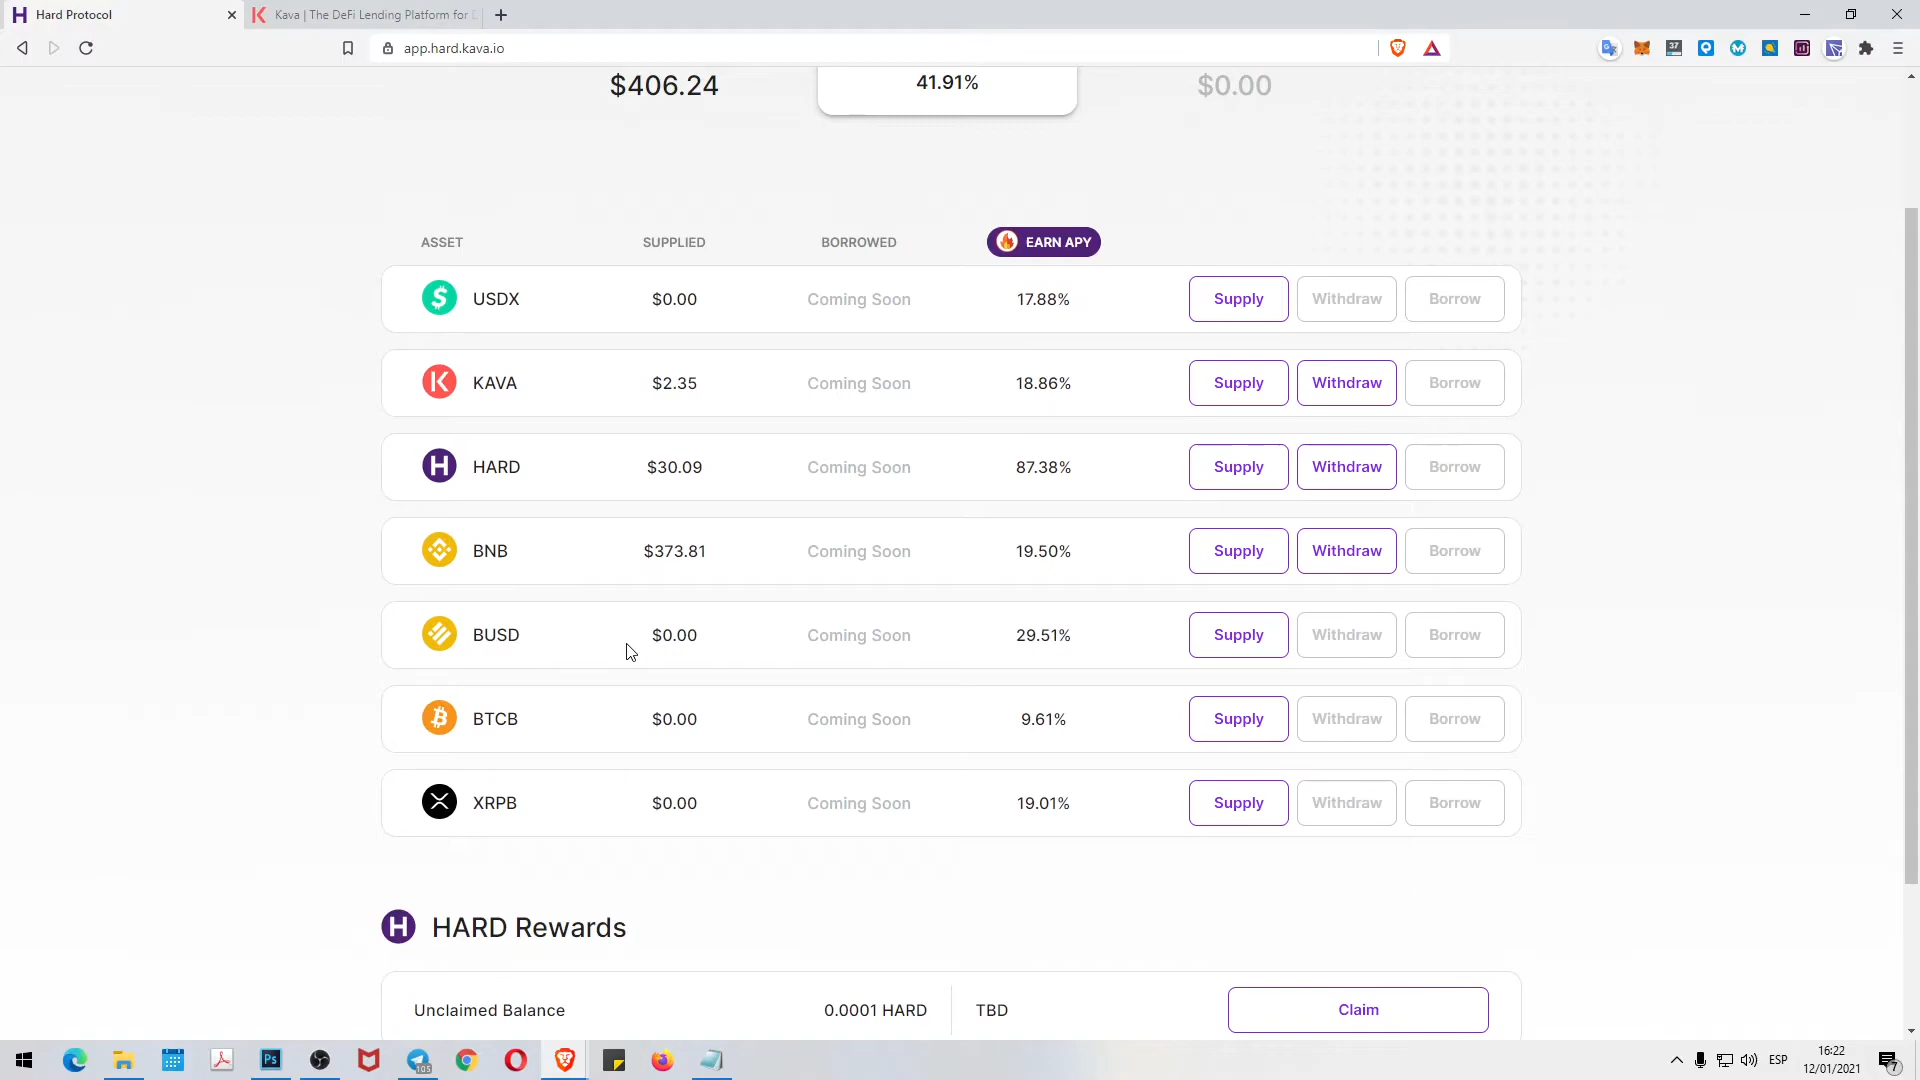 Hard Protocol
Kava | The DeFi Lending Platform for
app.hard.kava.io
37
$406.24
41.91%
$0.00
ASSET SUPPLIED BORROWED EARN APY
USDX $0.00 Coming Soon 17.88% Supply Withdraw Borrow
KAVA $2.35 Coming Soon 18.86% Supply Withdraw Borrow
HARD $30.09 Coming Soon 87.38% Supply Withdraw Borrow
BNB $373.81 Coming Soon 19.50% Supply Withdraw Borrow
BUSD $0.00 Coming Soon 29.51% Supply Withdraw Borrow
BTCB $0.00 Coming Soon 9.61% Supply Withdraw Borrow
XRPB $0.00 Coming Soon 19.01% Supply Withdraw Borrow
HARD Rewards
Unclaimed Balance 0.0001 HARD TBD Claim
Ps
105
ESP
16:22
12/01/2021
7